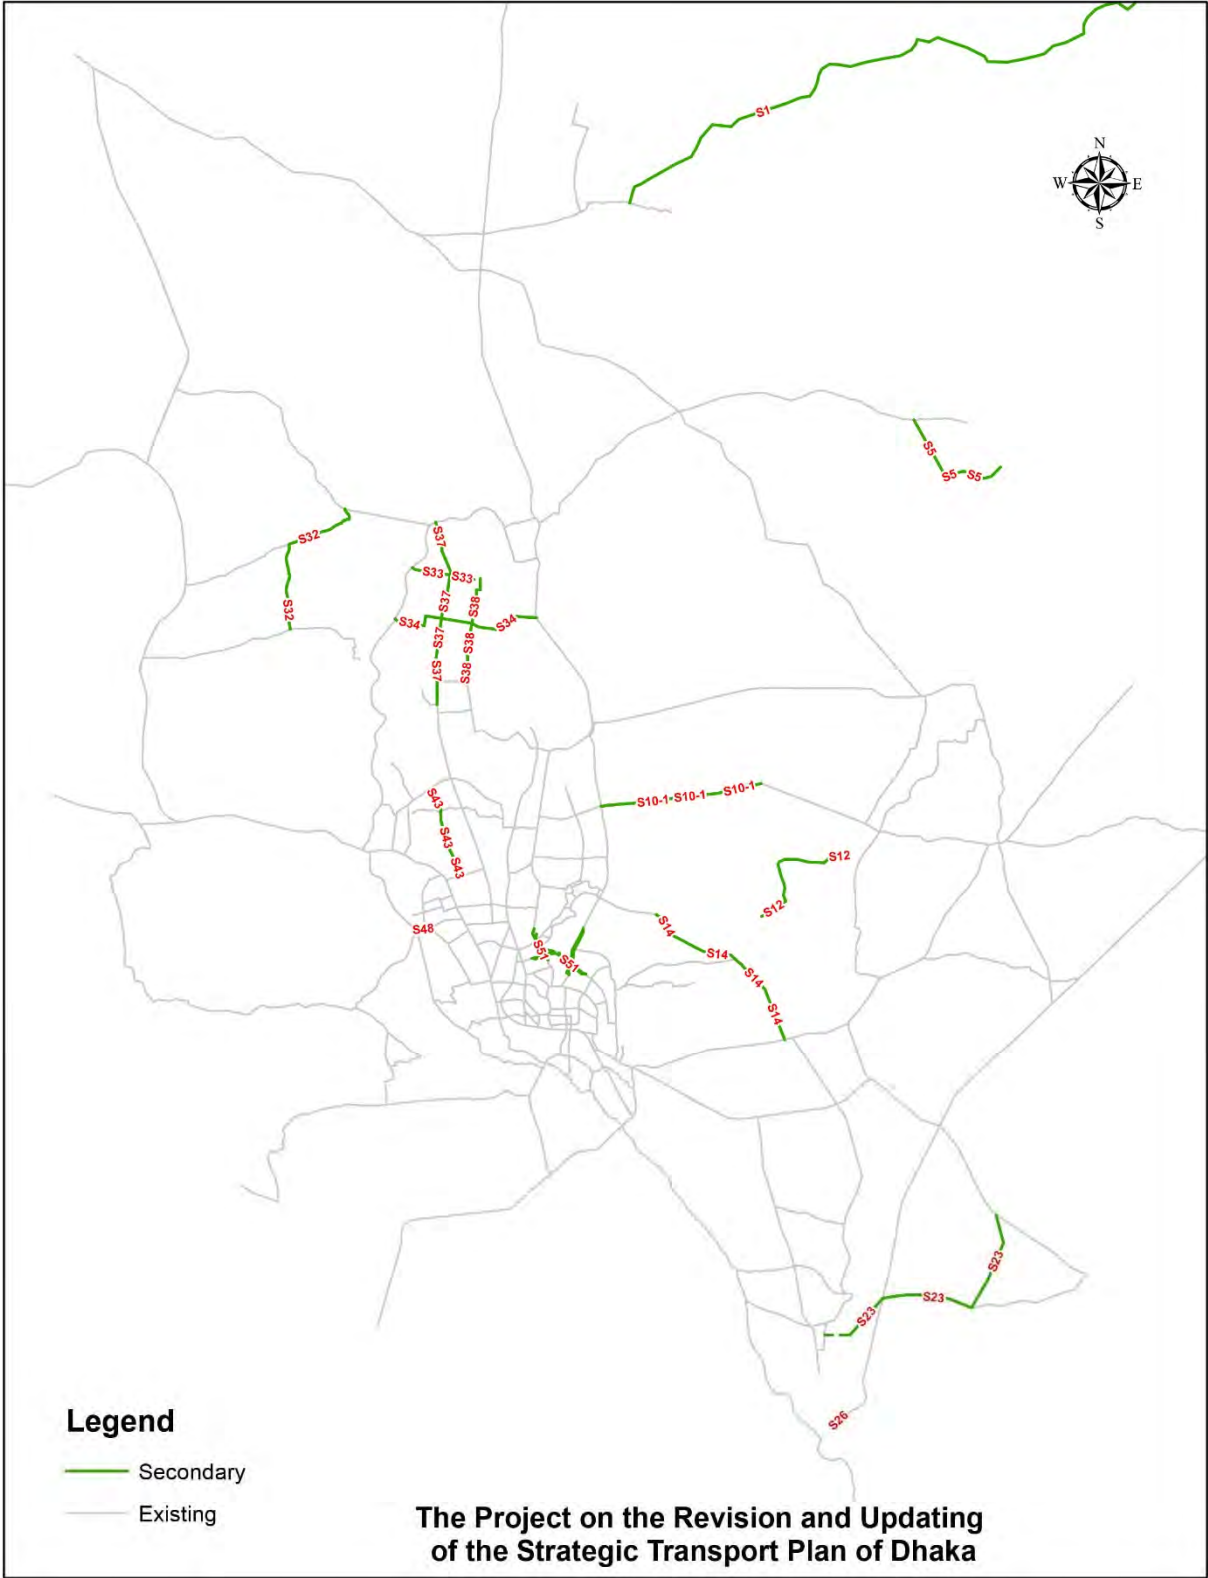 S1
N
W
E
S
S5
S5
S5
S32
S32
S37
S33
S33
S37
S38
S34
S34
S37
S38
S37
S38
S10-1
S10-1
S10-1
S43
S43
S43
S12
S12
S48
S14
S14
S14
S14
S51
S51
S23
S23
S23
S26
Legend
Secondary
Existing
The Project on the Revision and Updating
of the Strategic Transport Plan of Dhaka